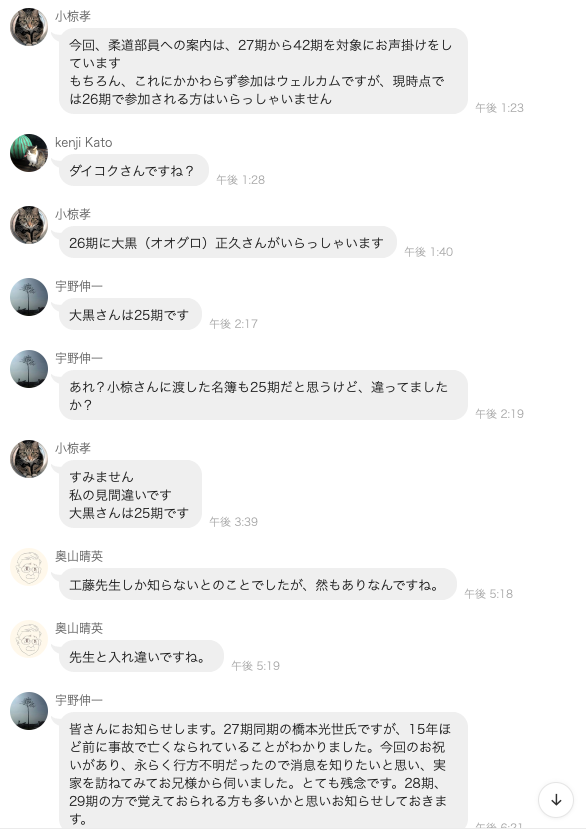 小椋孝
今回、柔道部員への案内は、27期から42期を対象にお声掛けをし
ています
もちろん、これにかかわらず参加はウェルカムですが、現時点で
は26期で参加される方はいらっしゃいません
午後 1:23
kenji Kato
ダイコクさんですね？
午後 1:28
小椋孝
26期に大黒（オオグロ）正久さんがいらっしゃいます
午後 1:40
宇野伸一
大黒さんは25期です
午後 2:17
宇野伸一
あれ？小椋さんに渡した名簿も25期だと思うけど、違ってました
か？
午後 2:19
小椋孝
すみません
私の見間違いです
大黒さんは25期です
午後 3:39
奥山晴英
工藤先生しか知らないとのことでしたが、然もありなんですね。
午後 5:18
奥山晴英
先生と入れ違いですね。
午後 5:19
宇野伸一
皆さんにお知らせします。27期同期の橋本光世氏ですが、15年ほ
ど前に事故で亡くなられていることがわかりました。今回のお祝
いがあり、永らく行方不明だったので消息を知りたいと思い、実
家を訪ねてみてお兄様から伺いました。とても残念です。28期、
29期の方で覚えておられる方も多いかと思いお知らせしておきま
す。
午後 6:21